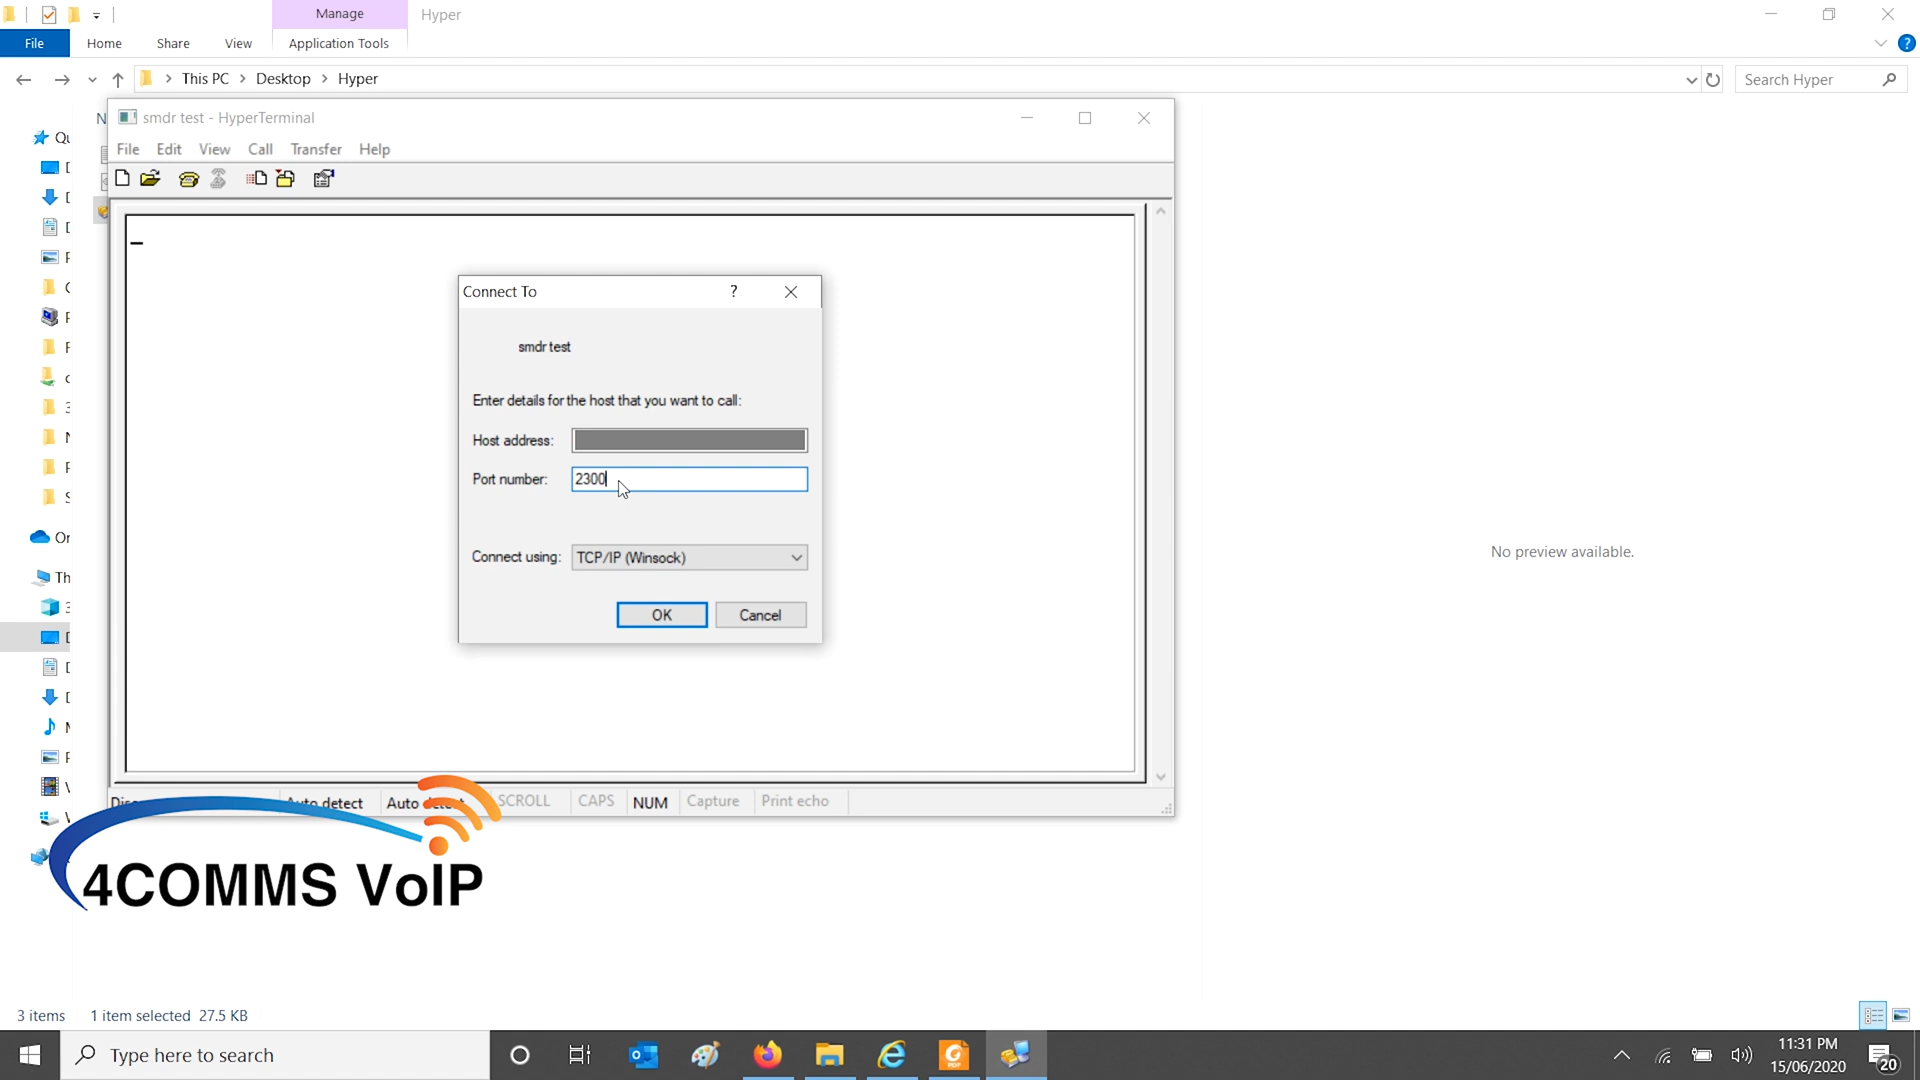 Manage
Hyper
File
Home
Share
View
Application Tools
This PC
Desktop
Hyper
Search Hyper
smdr test - HyperTerminal
File
Edit
View
Call
Transfer
Help
Connect To
smdr test
Enter details for the host that you want to call:
Host address:
Port number:
2300
Connect using:
TCP/IP (Winsock)
OK
Cancel
No preview available.
Auto detect
SCROLL
CAPS
NUM
Capture
Print echo
4COMMS VoIP
3 items
1 item selected 27.5 KB
Type here to search
11:31 PM
15/06/2020
20